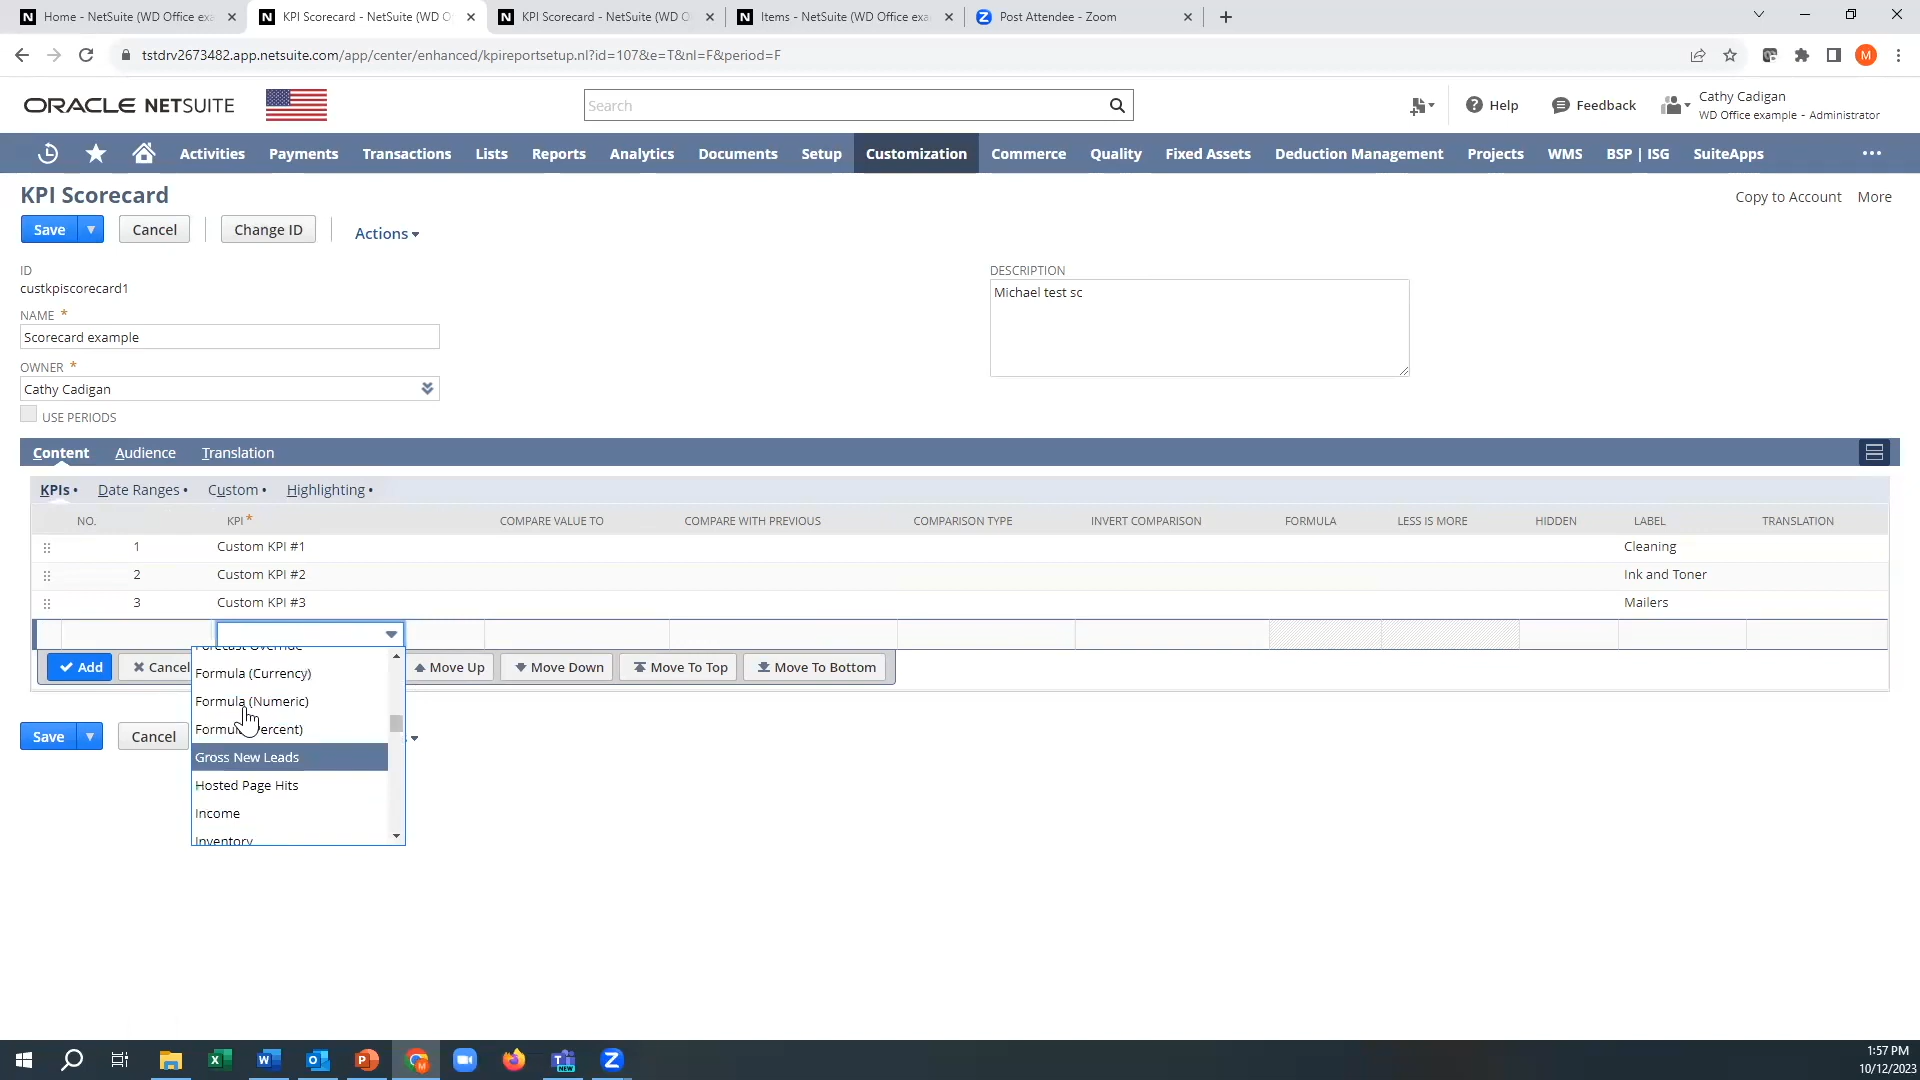 Home - NetSuite (WD Office exa
KPI Scorecard - NetSuite (WD O
KPI Scorecard - NetSuite (WD O
Items - NetSuite (WD Office exa
Post Attendee - Zoom
tstdrv2673482.app.netsuite.com/app/center/enhanced/kpireportsetup.nl?id=107&e=T&nl=F&period=F
M
ORACLE NETSUITE
Search
Help
Feedback
Cathy Cadigan
WD Office example - Administrator
Activities
Payments
Transactions
Lists
Reports
Analytics
Documents
Setup
Customization
Commerce
Quality
Fixed Assets
Deduction Management
Projects
WMS
BSP | ISG
SuiteApps
KPI Scorecard
Copy to Account
More
Save
Cancel
Change ID
Actions
ID
custkpiscorecard1
NAME *
Scorecard example
OWNER *
Cathy Cadigan
USE PERIODS
DESCRIPTION
Michael test sc
Content
Audience
Translation
KPIs •
Date Ranges •
Custom •
Highlighting •
NO.
KPI *
COMPARE VALUE TO
COMPARE WITH PREVIOUS
COMPARISON TYPE
INVERT COMPARISON
FORMULA
LESS IS MORE
HIDDEN
LABEL
TRANSLATION
1 Custom KPI #1 Cleaning
2 Custom KPI #2 Ink and Toner
3 Custom KPI #3 Mailers
Add
Cancel
Move Up
Move Down
Move To Top
Move To Bottom
Forecast Override
Formula (Currency)
Formula (Numeric)
Formul ercent)
Gross New Leads
Hosted Page Hits
Income
Inventory
Save
Cancel
1:57 PM
10/12/2023